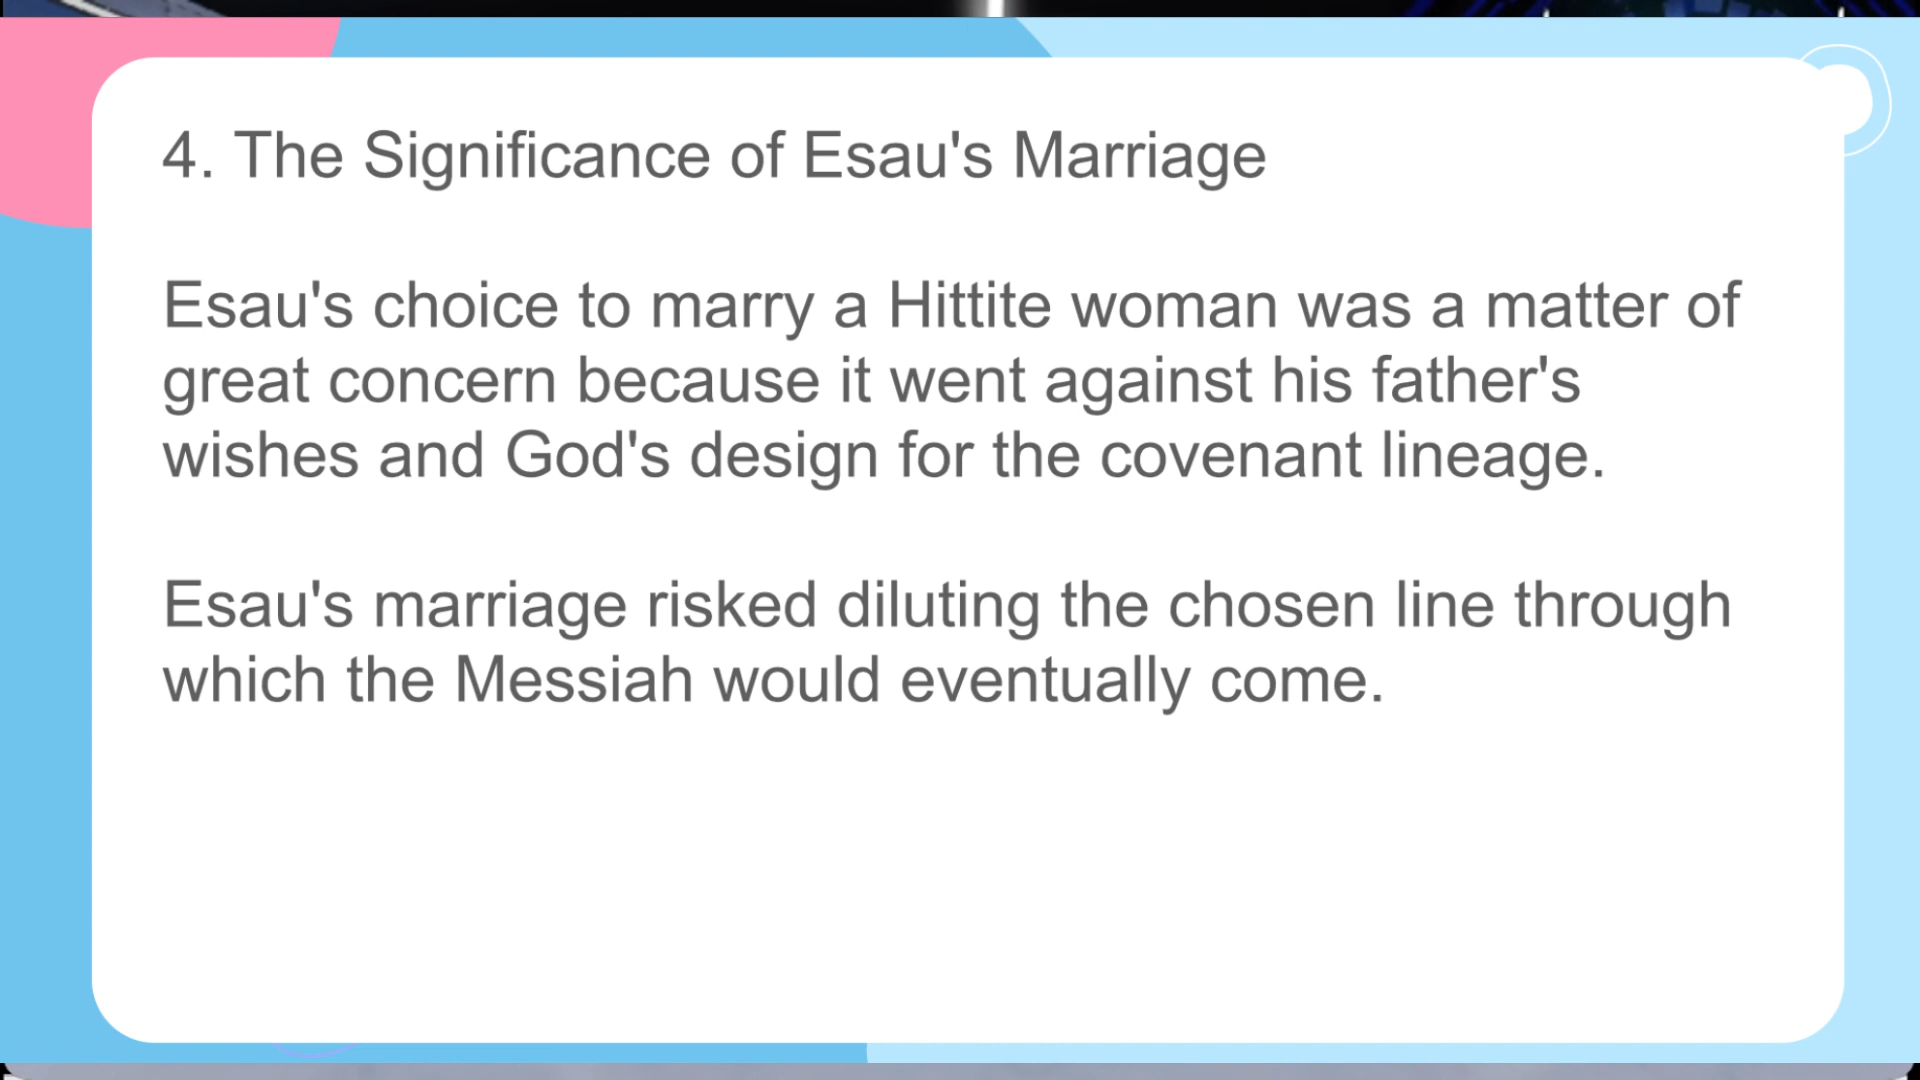 4. The Significance of Esau's Marriage
Esau's choice to marry a Hittite woman was a matter of
great concern because it went against his father's
wishes and God's design for the covenant lineage.
Esau's marriage risked diluting the chosen line through
which the Messiah would eventually come.